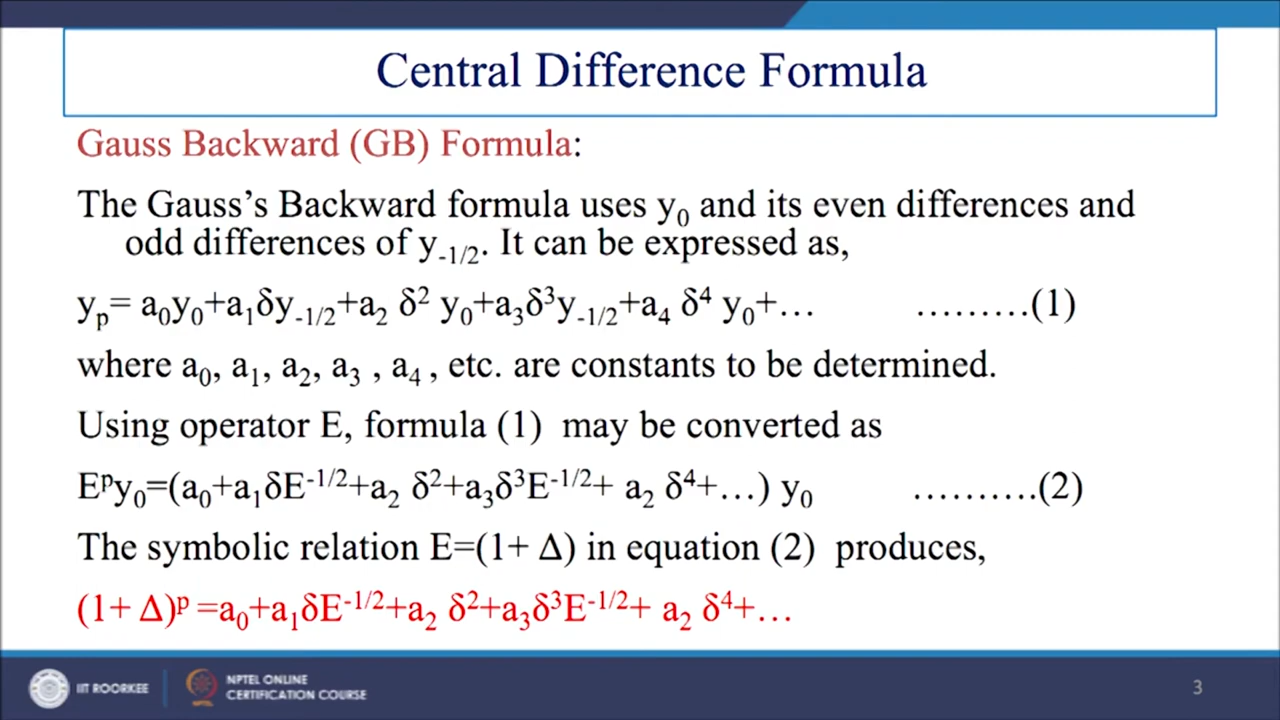 Central Difference Formula
Gauss Backward (GB) Formula:
The Gauss’s Backward formula uses y₀ and its even differences and
odd differences of y₋₁/₂. It can be expressed as,
yₚ= a₀y₀+a₁δy₋₁/₂+a₂ δ² y₀+a₃δ³y₋₁/₂+a₄ δ⁴ y₀+… ………(1)
where a₀, a₁, a₂, a₃ , a₄ , etc. are constants to be determined.
Using operator E, formula (1) may be converted as
Eᵖy₀=(a₀+a₁δE⁻¹/²+a₂ δ²+a₃δ³E⁻¹/²+ a₂ δ⁴+…) y₀ ……….(2)
The symbolic relation E=(1+ Δ) in equation (2) produces,
(1+ Δ)ᵖ =a₀+a₁δE⁻¹/²+a₂ δ²+a₃δ³E⁻¹/²+ a₂ δ⁴+…
IIT ROORKEE
NPTEL ONLINE
CERTIFICATION COURSE
3